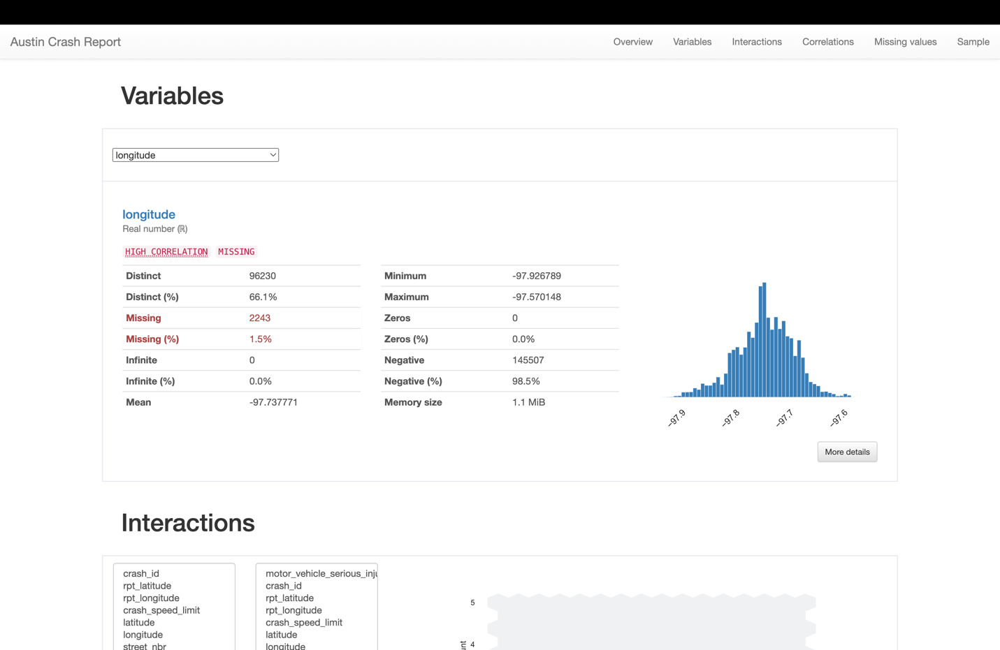 Austin Crash Report
Overview
Variables
Interactions
Correlations
Missing values
Sample
Variables
longitude
longitude
Real number (ℝ)
HIGH CORRELATION MISSING
Distinct 96230
Distinct (%) 66.1%
Missing 2243
Missing (%) 1.5%
Infinite 0
Infinite (%) 0.0%
Mean -97.737771
Minimum -97.926789
Maximum -97.570148
Zeros 0
Zeros (%) 0.0%
Negative 145507
Negative (%) 98.5%
Memory size 1.1 MiB
−97.9
−97.8
−97.7
−97.6
More details
Interactions
crash_id
rpt_latitude
rpt_longitude
crash_speed_limit
latitude
longitude
street_nbr
motor_vehicle_serious_inju
crash_id
rpt_latitude
rpt_longitude
crash_speed_limit
latitude
longitude
5
4